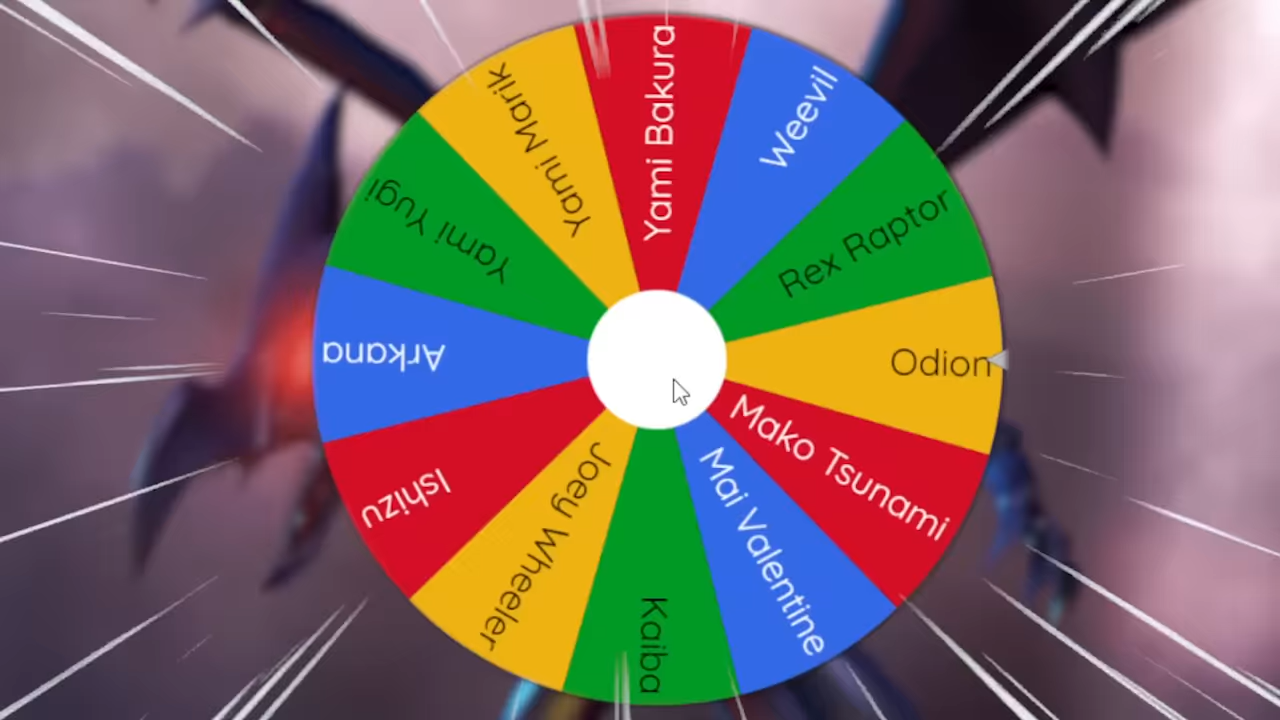 Yami Bakura
Weevil
Rex Raptor
Odion
Mako Tsunami
Mai Valentine
Kaiba
Joey Wheeler
Ishizu
Arkana
Yami Yugi
Yami Marik